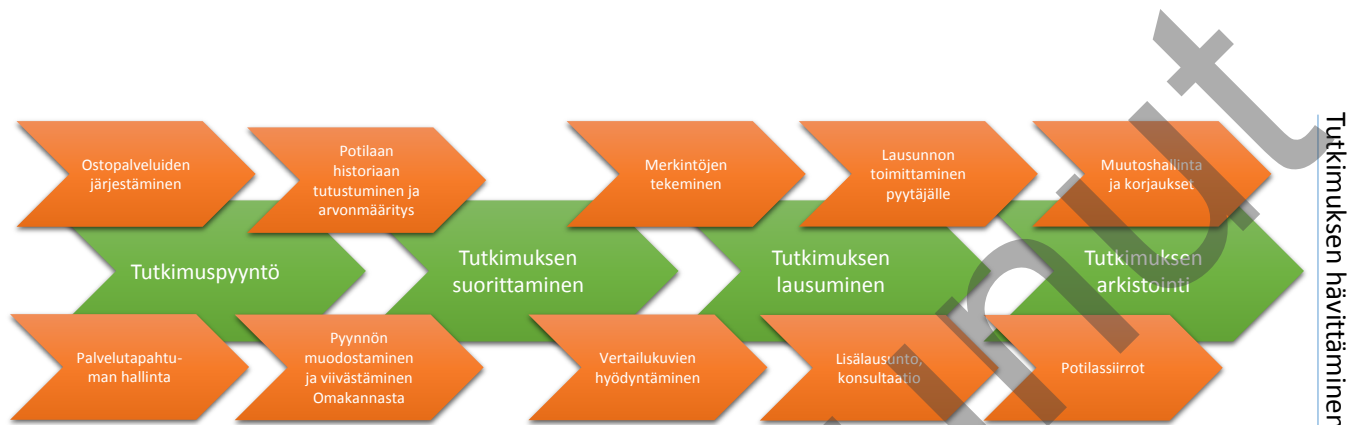 Ostopalveluiden
järjestäminen
Potilaan
historiaan
tutustuminen ja
arvonmääritys
Merkintöjen
tekeminen
Lausunnon
toimittaminen
pyytäjälle
Muutoshallinta
ja korjaukset
Tutkimuspyyntö
Tutkimuksen
suorittaminen
Tutkimuksen
lausuminen
Tutkimuksen
arkistointi
Palvelutapahtu-
man hallinta
Pyynnön
muodostaminen
ja viivästäminen
Omakannasta
Vertailukuvien
hyödyntäminen
Lisälausunto,
konsultaatio
Potilassiirrot
Tutkimuksen hävittäminen